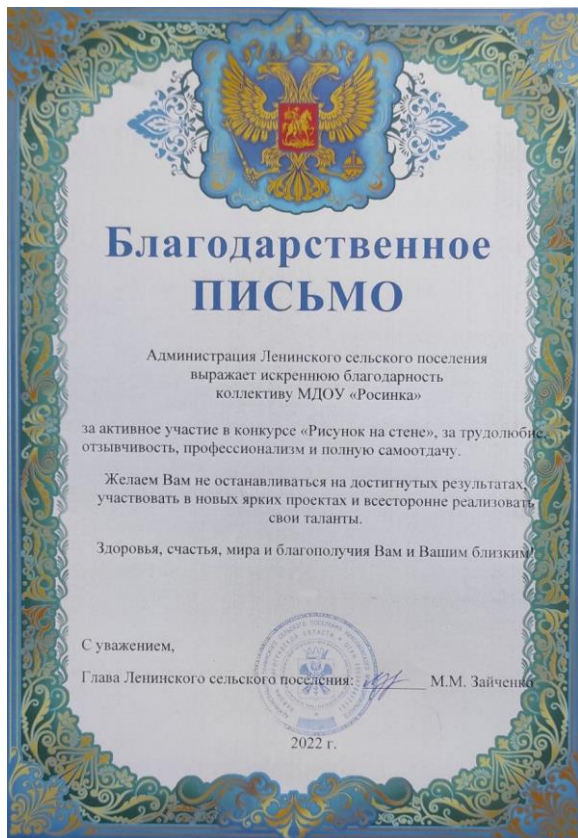 Благодарственное
ПИСЬМО
Администрация Ленинского сельского поселения
выражает искреннюю благодарность
коллективу МДОУ «Росинка»
за активное участие в конкурсе «Рисунок на стене», за трудолюбие,
отзывчивость, профессионализм и полную самоотдачу.
Желаем Вам не останавливаться на достигнутых результатах,
участвовать в новых ярких проектах и всесторонне реализовать
свои таланты.
Здоровья, счастья, мира и благополучия Вам и Вашим близким!
С уважением,
Глава Ленинского сельского поселения: М.М. Зайченко
2022 г.